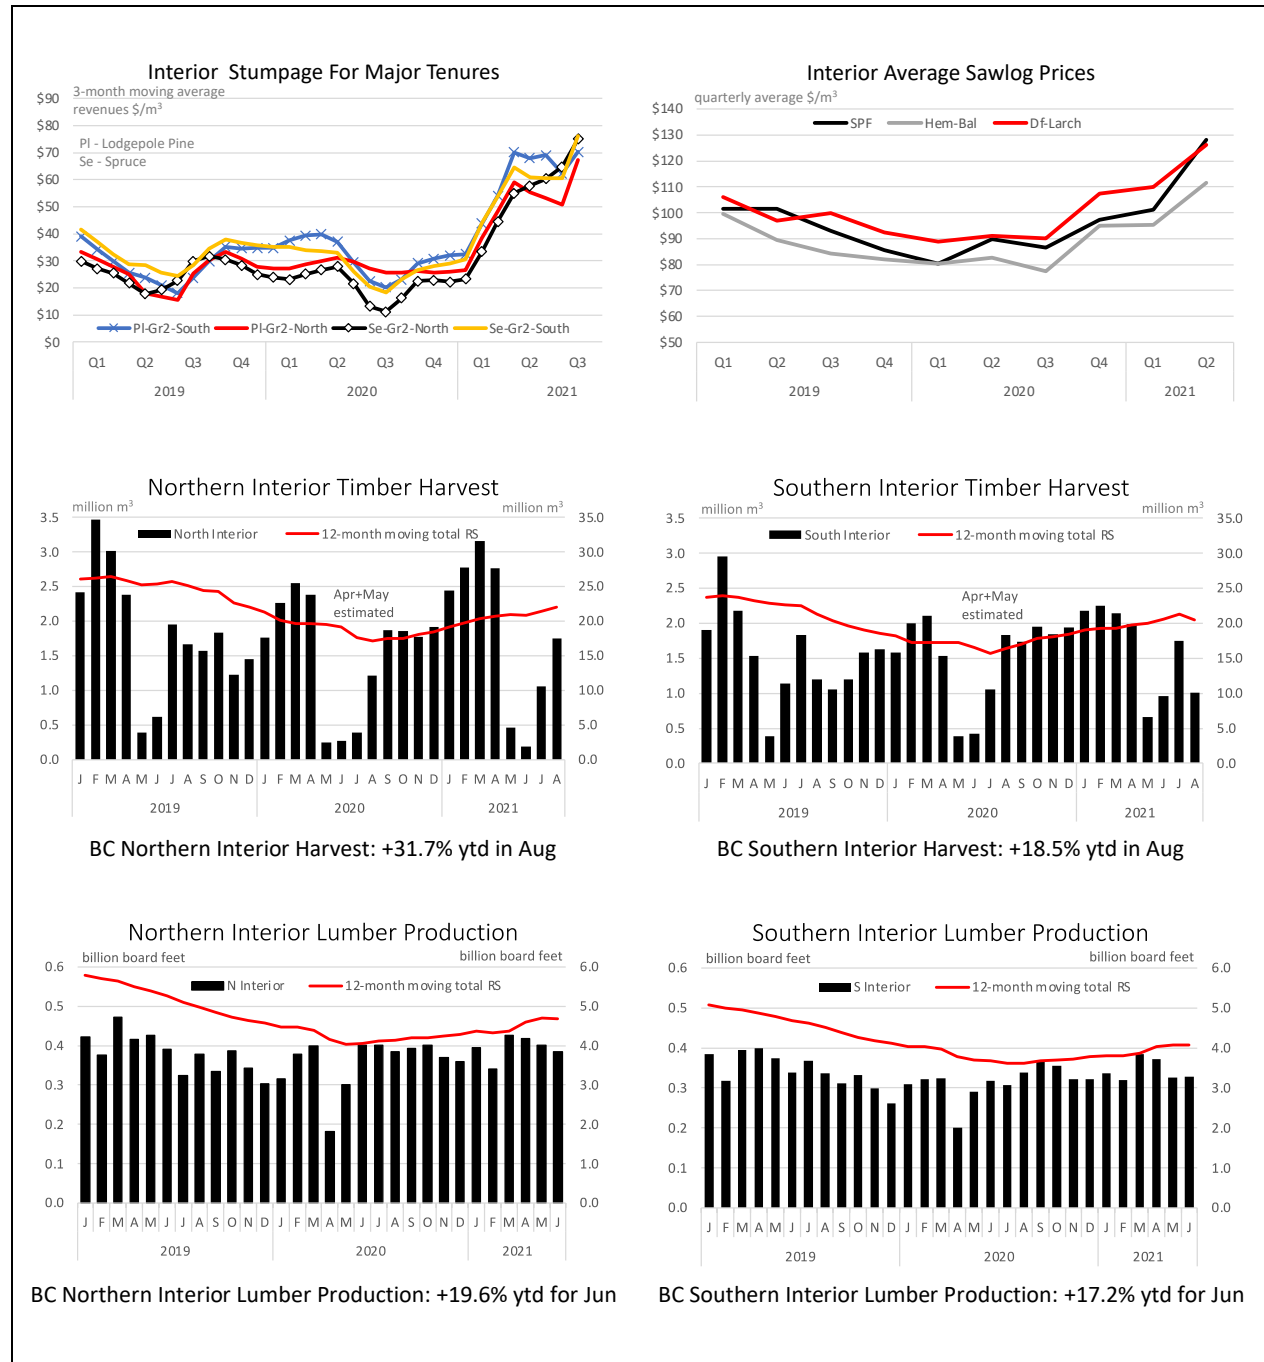 Interior Stumpage For Major Tenures
3-month moving average
revenues $/m³
Pl - Lodgepole Pine
Se - Spruce
$90
$80
$70
$60
$50
$40
$30
$20
$10
$0
Pl-Gr2-South Pl-Gr2-North Se-Gr2-North Se-Gr2-South
Q1 Q2 Q3 Q4 Q1 Q2 Q3 Q4 Q1 Q2 Q3
2019 2020 2021
Interior Average Sawlog Prices
quarterly average $/m³
SPF Hem-Bal Df-Larch
$140
$130
$120
$110
$100
$90
$80
$70
$60
$50
Q1 Q2 Q3 Q4 Q1 Q2 Q3 Q4 Q1 Q2
2019 2020 2021
Northern Interior Timber Harvest
million m³ million m³
North Interior 12-month moving total RS
Apr+May
estimated
3.5 35.0
3.0 30.0
2.5 25.0
2.0 20.0
1.5 15.0
1.0 10.0
0.5 5.0
0.0 0.0
J F M A M J J A S O N D J F M A M J J A S O N D J F M A M J J A
2019 2020 2021
BC Northern Interior Harvest: +31.7% ytd in Aug
Southern Interior Timber Harvest
million m³ million m³
South Interior 12-month moving total RS
Apr+May
estimated
3.5 35.0
3.0 30.0
2.5 25.0
2.0 20.0
1.5 15.0
1.0 10.0
0.5 5.0
0.0 0.0
J F M A M J J A S O N D J F M A M J J A S O N D J F M A M J J A
2019 2020 2021
BC Southern Interior Harvest: +18.5% ytd in Aug
Northern Interior Lumber Production
billion board feet billion board feet
N Interior 12-month moving total RS
0.6 6.0
0.5 5.0
0.4 4.0
0.3 3.0
0.2 2.0
0.1 1.0
0.0 0.0
J F M A M J J A S O N D J F M A M J J A S O N D J F M A M J
2019 2020 2021
BC Northern Interior Lumber Production: +19.6% ytd for Jun
Southern Interior Lumber Production
billion board feet billion board feet
S Interior 12-month moving total RS
0.6 6.0
0.5 5.0
0.4 4.0
0.3 3.0
0.2 2.0
0.1 1.0
0.0 0.0
J F M A M J J A S O N D J F M A M J J A S O N D J F M A M J
2019 2020 2021
BC Southern Interior Lumber Production: +17.2% ytd for Jun